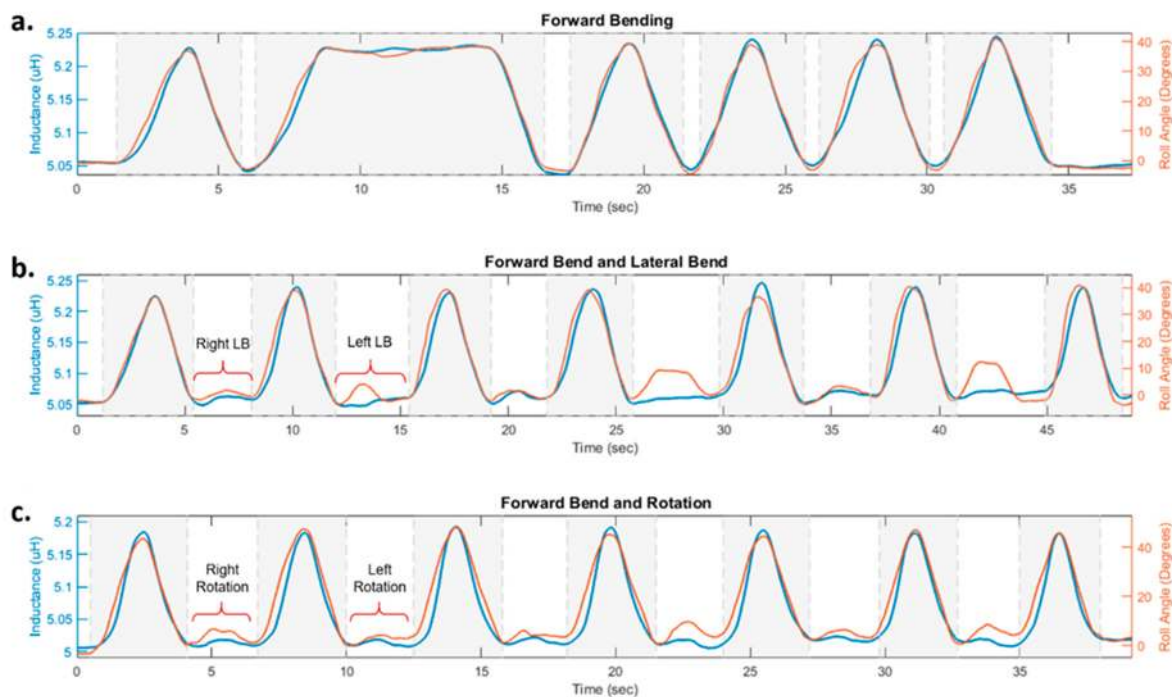 a.
Forward Bending
Inductance (uH)
5.25
5.2
5.15
5.1
5.05
40
30
20
10
0
Roll Angle (Degrees)
0 5 10 15 20 25 30 35
Time (sec)
b.
Forward Bend and Lateral Bend
Inductance (uH)
5.25
5.2
5.15
5.1
5.05
Right LB
Left LB
40
30
20
10
0
Roll Angle (Degrees)
0 5 10 15 20 25 30 35 40 45
Time (sec)
c.
Forward Bend and Rotation
Inductance (uH)
5.2
5.15
5.1
5.05
5
Right
Rotation
Left
Rotation
40
20
0
Roll Angle (Degrees)
0 5 10 15 20 25 30 35
Time (sec)